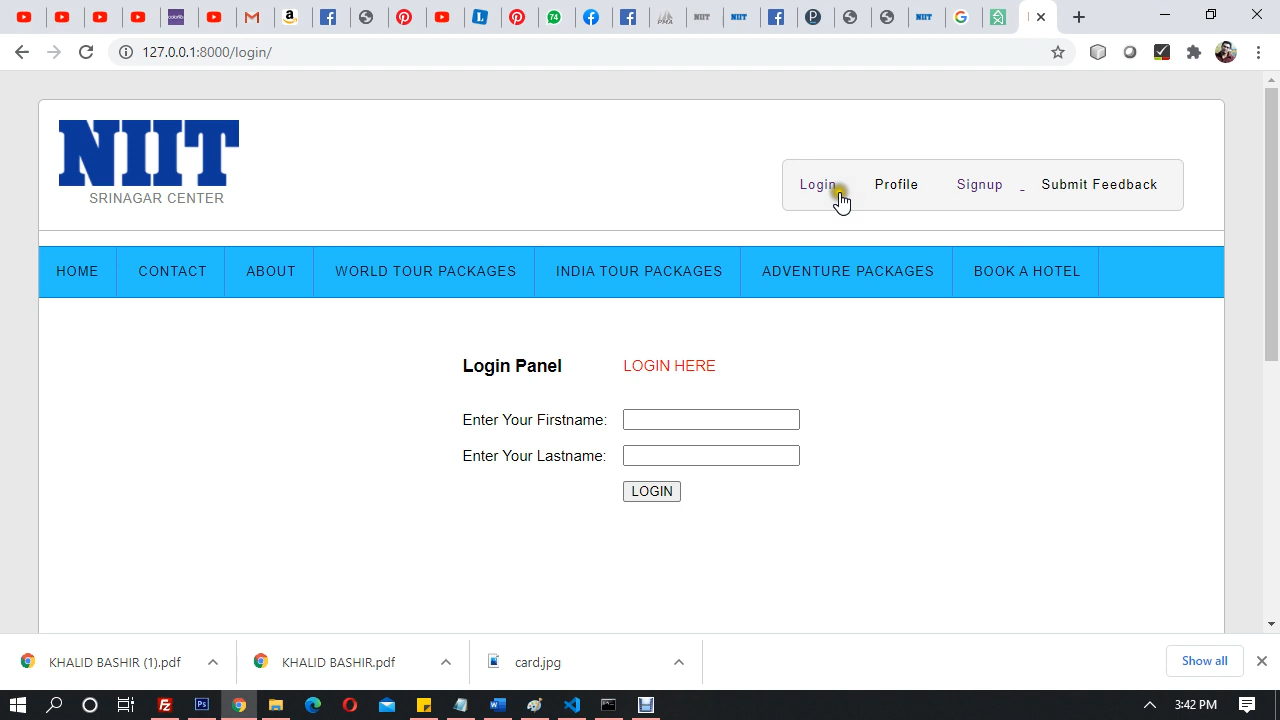 127.0.0.1:8000/login/
NIIT
SRINAGAR CENTER
Login Profile Signup - Submit Feedback
HOME CONTACT ABOUT WORLD TOUR PACKAGES INDIA TOUR PACKAGES ADVENTURE PACKAGES BOOK A HOTEL
Login Panel LOGIN HERE
Enter Your Firstname:
Enter Your Lastname:
LOGIN
KHALID BASHIR (1).pdf KHALID BASHIR.pdf card.jpg Show all
3:42 PM